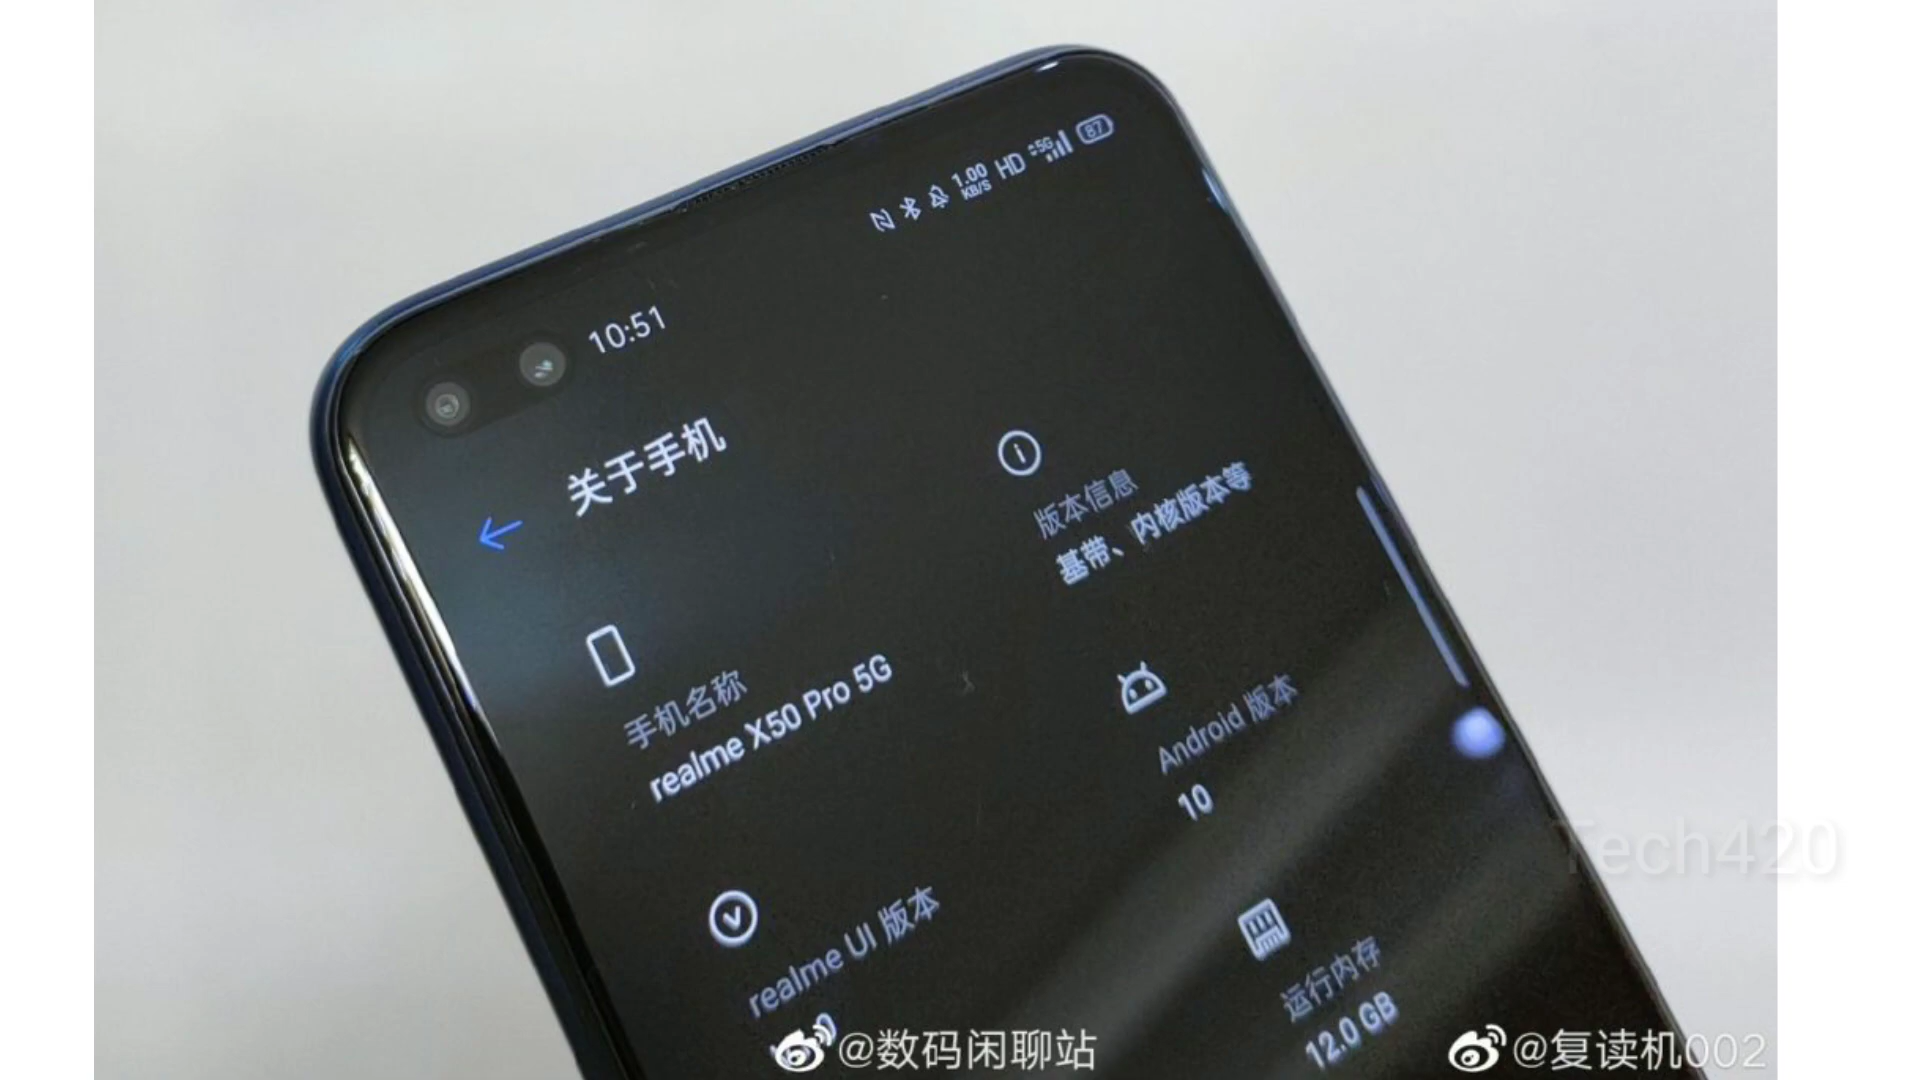 1.00
KB/S
HD
5G
87
10:51
关于手机
版本信息
基带、内核版本等
手机名称
realme X50 Pro 5G
Android 版本
10
Tech420
realme UI 版本
运行内存
12.0 GB
@数码闲聊站
@复读机002